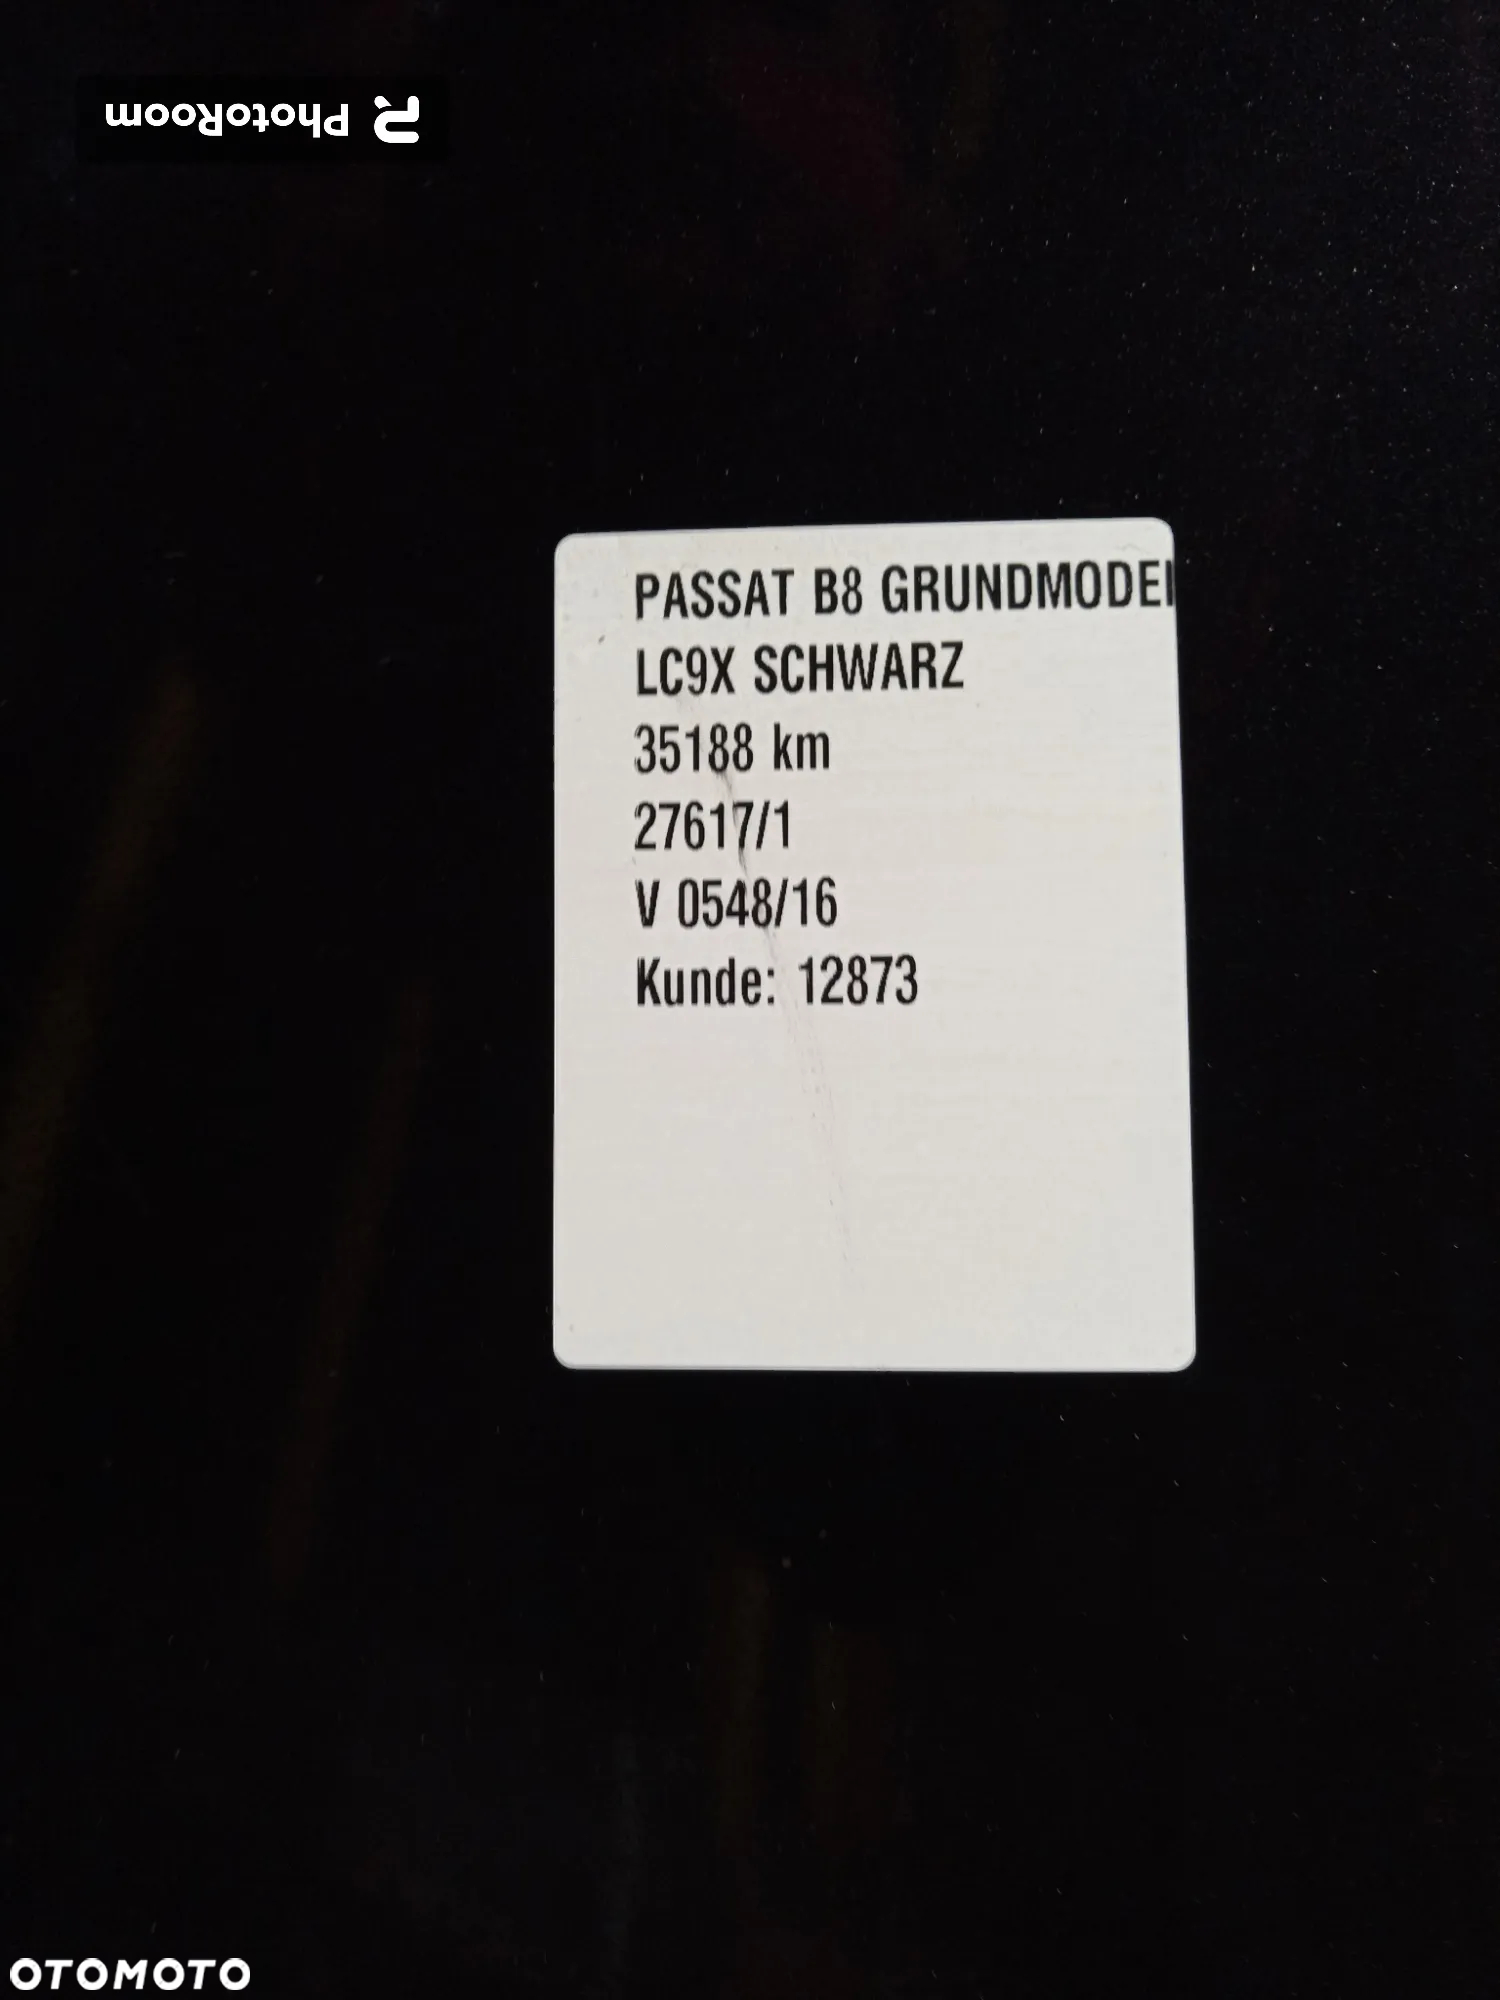 PhotoRoom
PASSAT B8 GRUNDMODEL
LC9X SCHWARZ
35188 km
27617/1
V 0548/16
Kunde: 12873
OTOMOTO